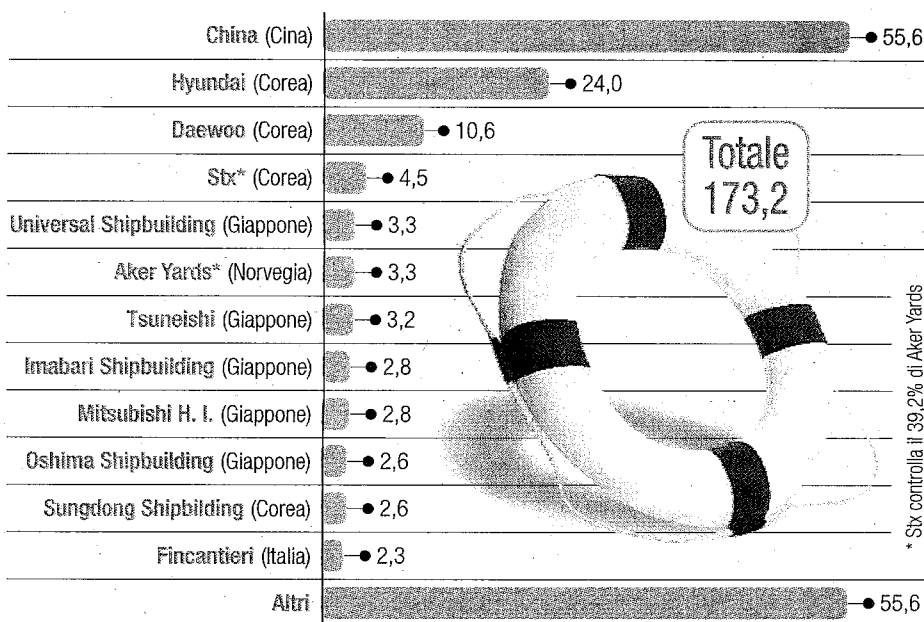 China (Cina) 55,6
Hyundai (Corea) 24,0
Daewoo (Corea) 10,6
Stx* (Corea) 4,5
Universal Shipbuilding (Giappone) 3,3
Aker Yards* (Norvegia) 3,3
Tsuneishi (Giappone) 3,2
Imabari Shipbuilding (Giappone) 2,8
Mitsubishi H. I. (Giappone) 2,8
Oshima Shipbuilding (Giappone) 2,6
Sungdong Shipbilding (Corea) 2,6
Fincantieri (Italia) 2,3
Altri 55,6
Totale
173,2
* Stx controlla il 39,2% di Aker Yards